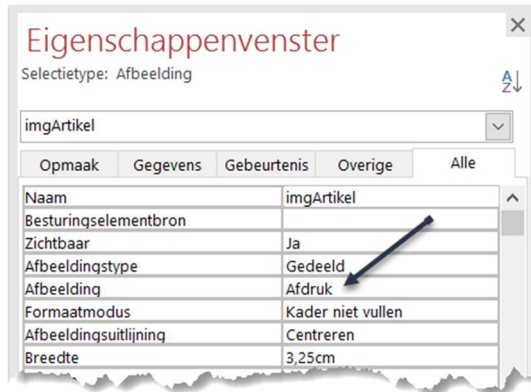 Eigenschappenvenster
Selectietype: Afbeelding
A
Z
imgArtikel
Opmaak Gegevens Gebeurtenis Overige Alle
Naam imgArtikel
Besturingselementbron
Zichtbaar Ja
Afbeeldingstype Gedeeld
Afbeelding Afdruk
Formaatmodus Kader niet vullen
Afbeeldingsuitlijning Centreren
Breedte 3,25cm